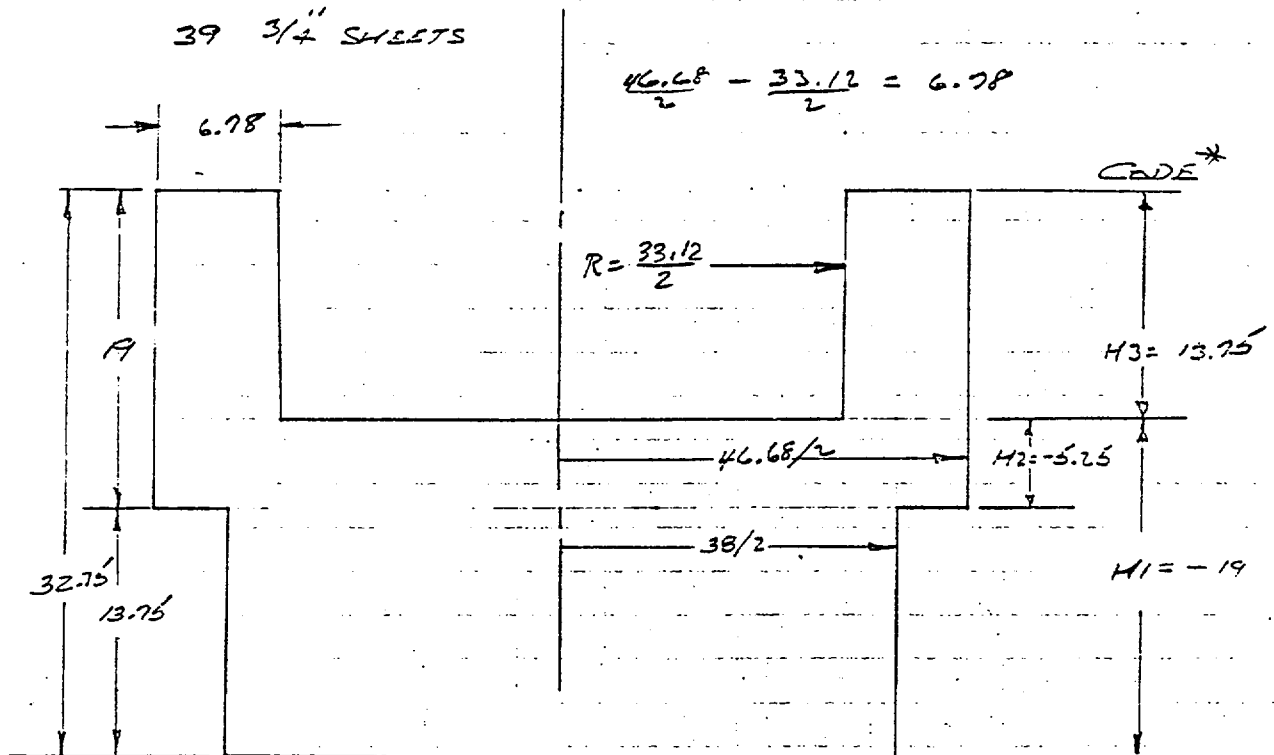 39 3/4" SHEETS
46.68/2 - 33.12/2 = 6.78
6.78
CODE*
R = 33.12/2
19
H3 = 13.75
46.68/2
H2 = -5.25
38/2
32.75
13.75
H1 = -19